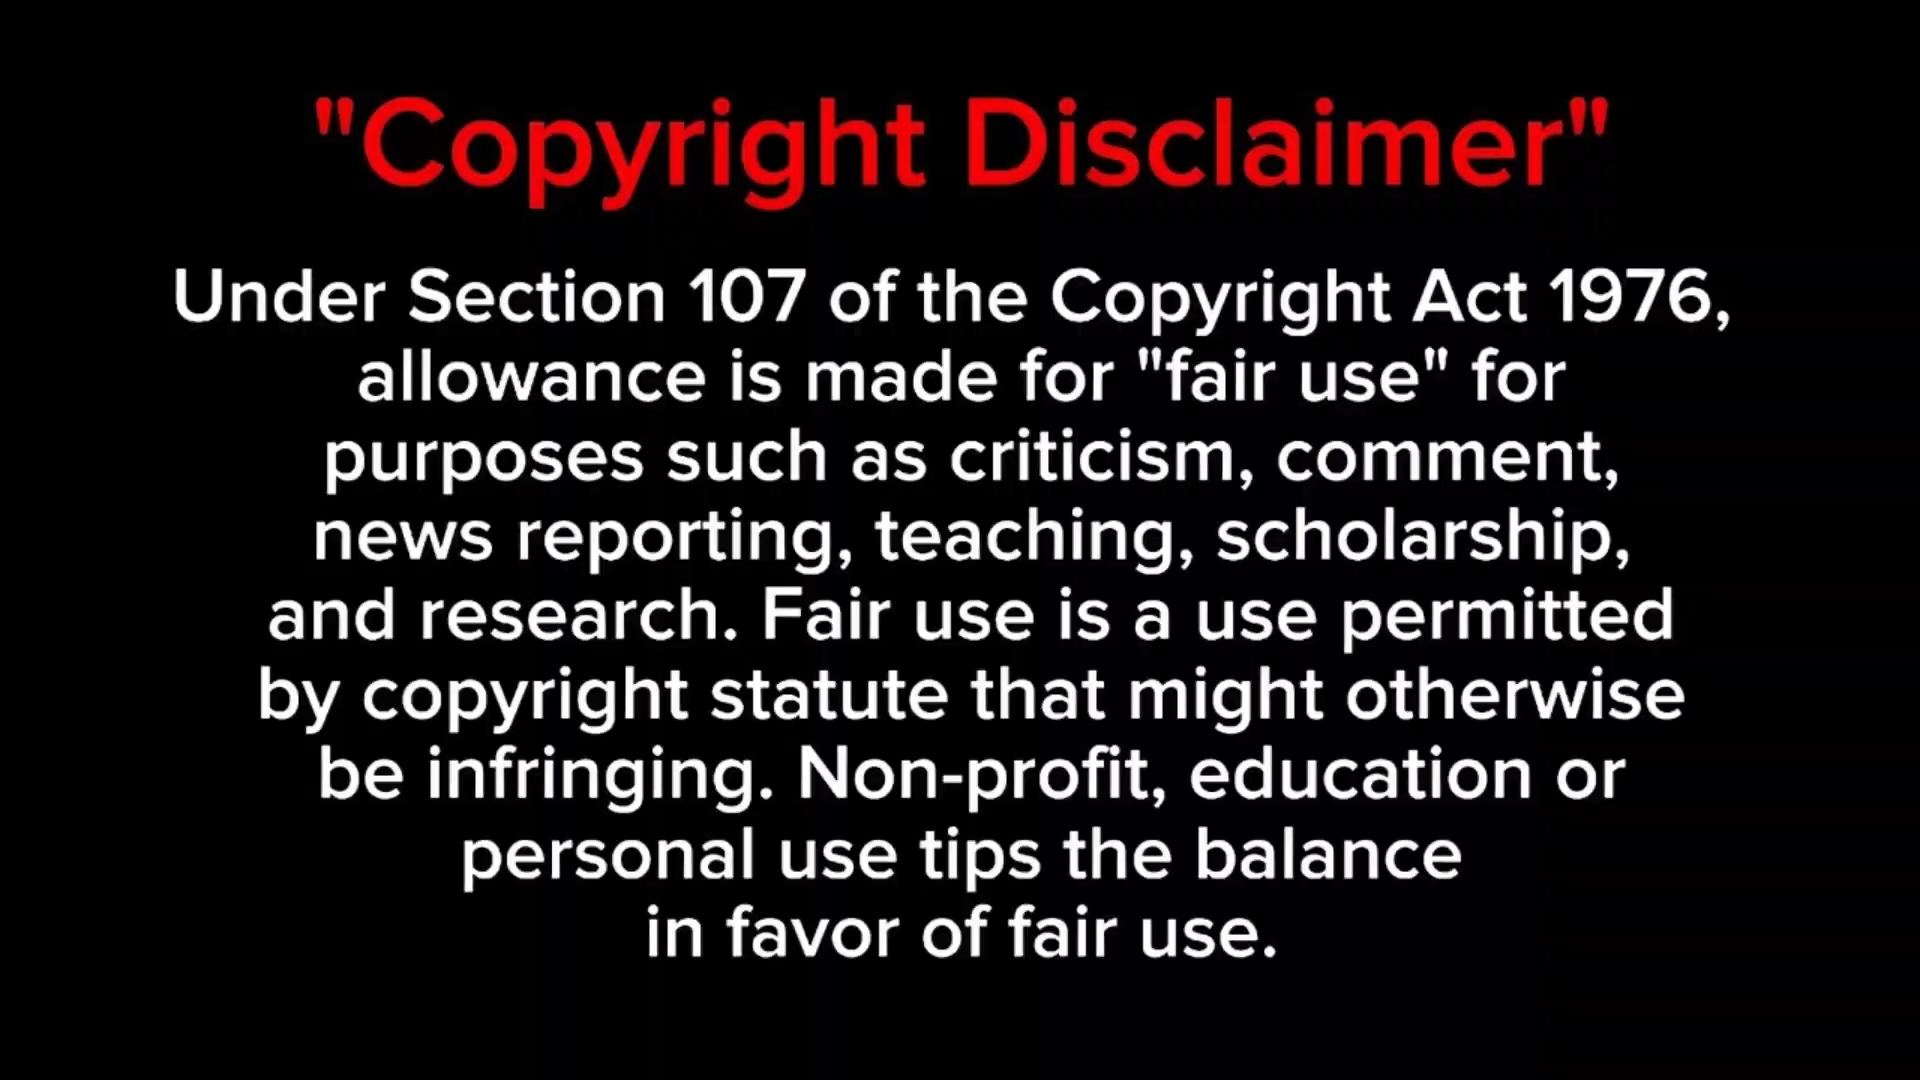 "Copyright Disclaimer"
Under Section 107 of the Copyright Act 1976,
allowance is made for "fair use" for
purposes such as criticism, comment,
news reporting, teaching, scholarship,
and research. Fair use is a use permitted
by copyright statute that might otherwise
be infringing. Non-profit, education or
personal use tips the balance
in favor of fair use.